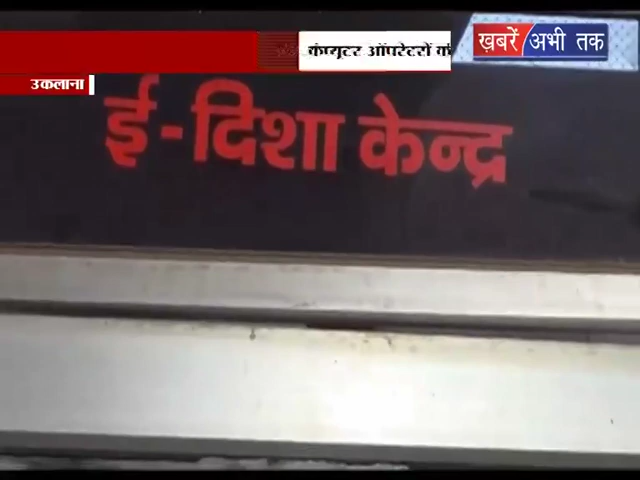 कंप्यूटर ऑपरेटरों की
ख़बरें अभी तक
उकलाना
ई-दिशा केन्द्र